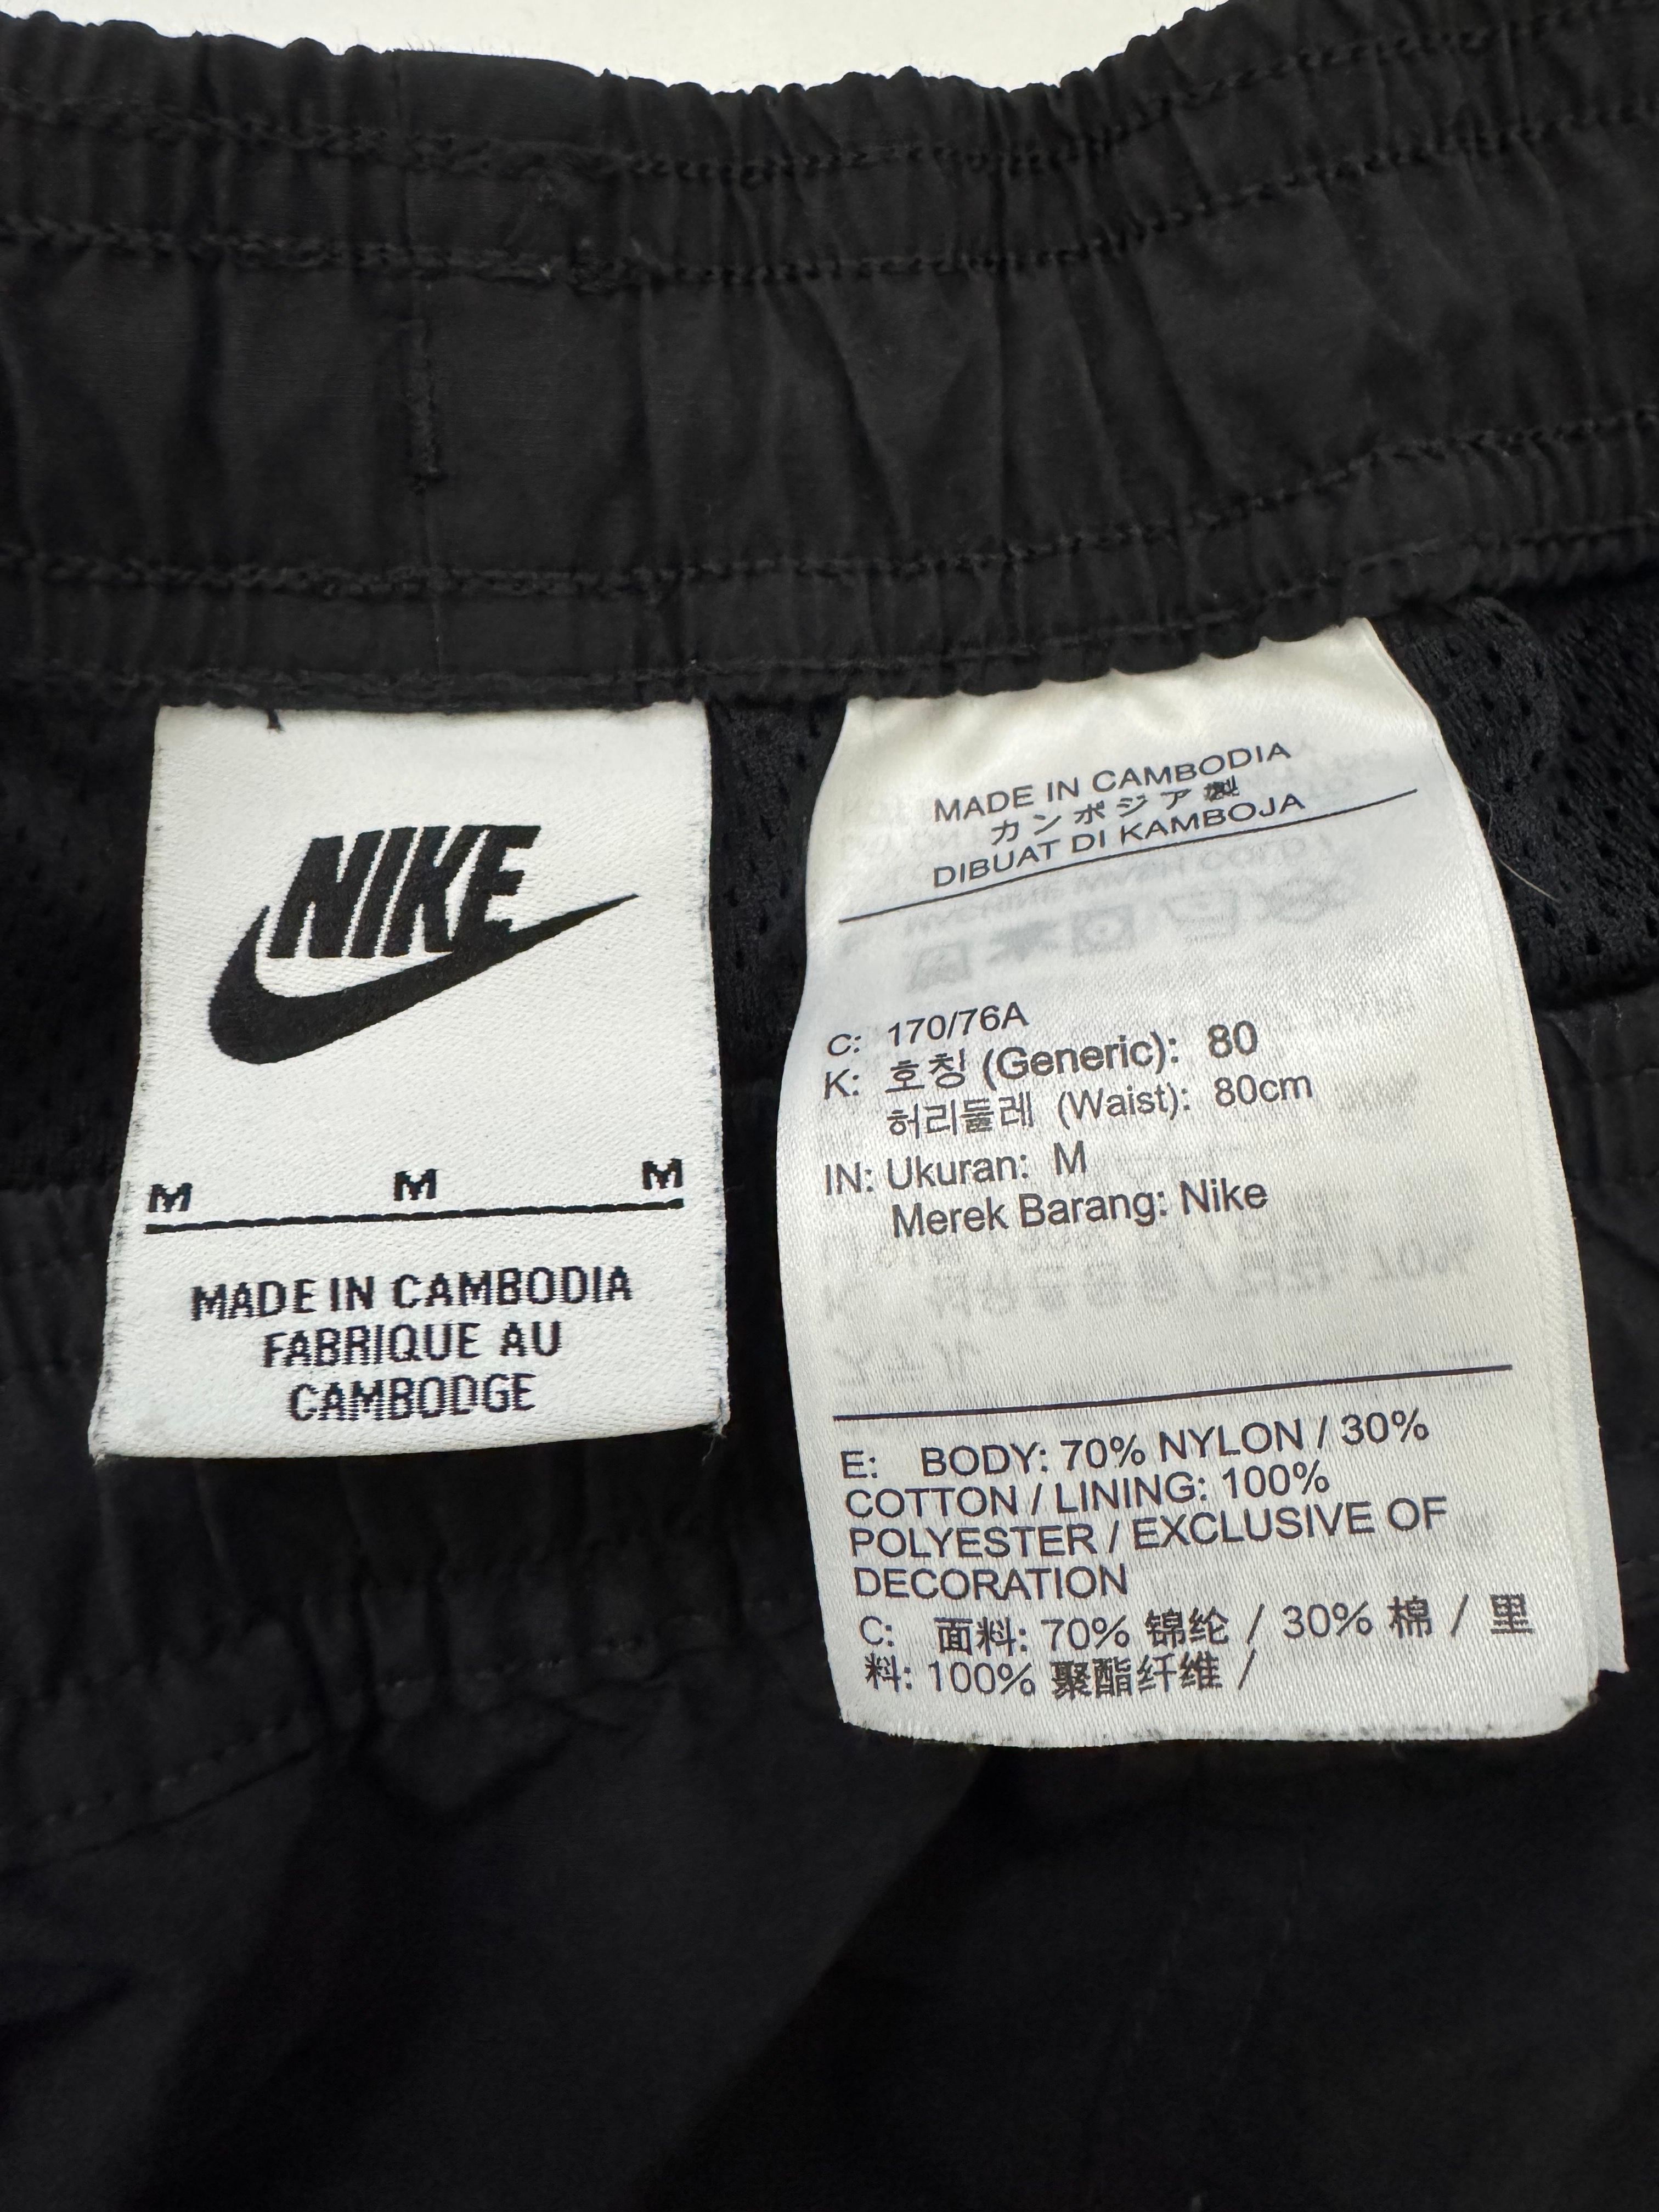 NIKE
M M M
MADE IN CAMBODIA
FABRIQUE AU
CAMBODGE
MADE IN CAMBODIA
カンボジア製
DIBUAT DI KAMBOJA
C: 170/76A
K: 호칭 (Generic): 80
허리둘레 (Waist): 80cm
IN: Ukuran: M
Merek Barang: Nike
E: BODY: 70% NYLON / 30%
COTTON / LINING: 100%
POLYESTER / EXCLUSIVE OF
DECORATION
C: 面料: 70% 锦纶 / 30% 棉 / 里
料: 100% 聚酯纤维 /